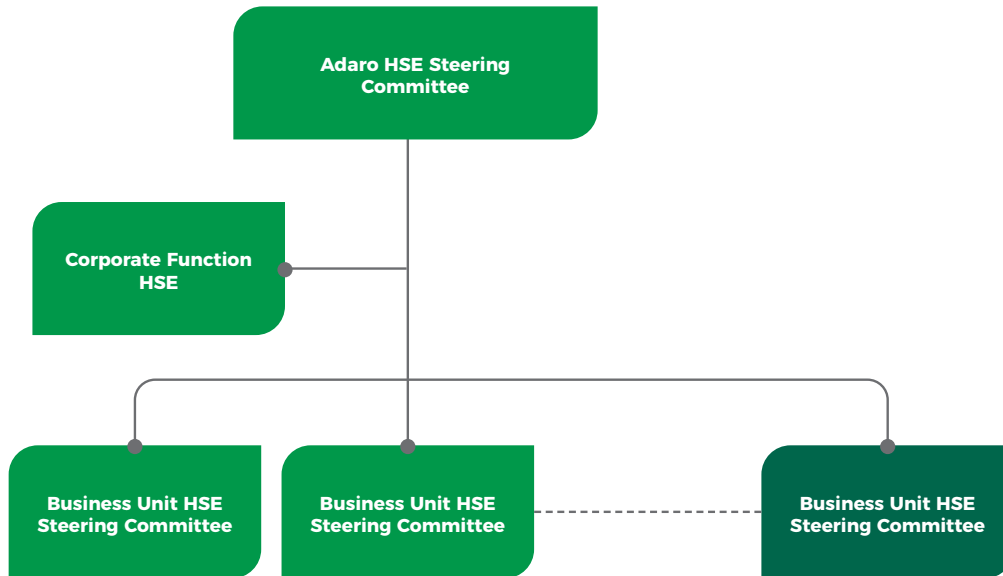 Adaro HSE Steering
Committee
Corporate Function
HSE
Business Unit HSE
Steering Committee
Business Unit HSE
Steering Committee
Business Unit HSE
Steering Committee